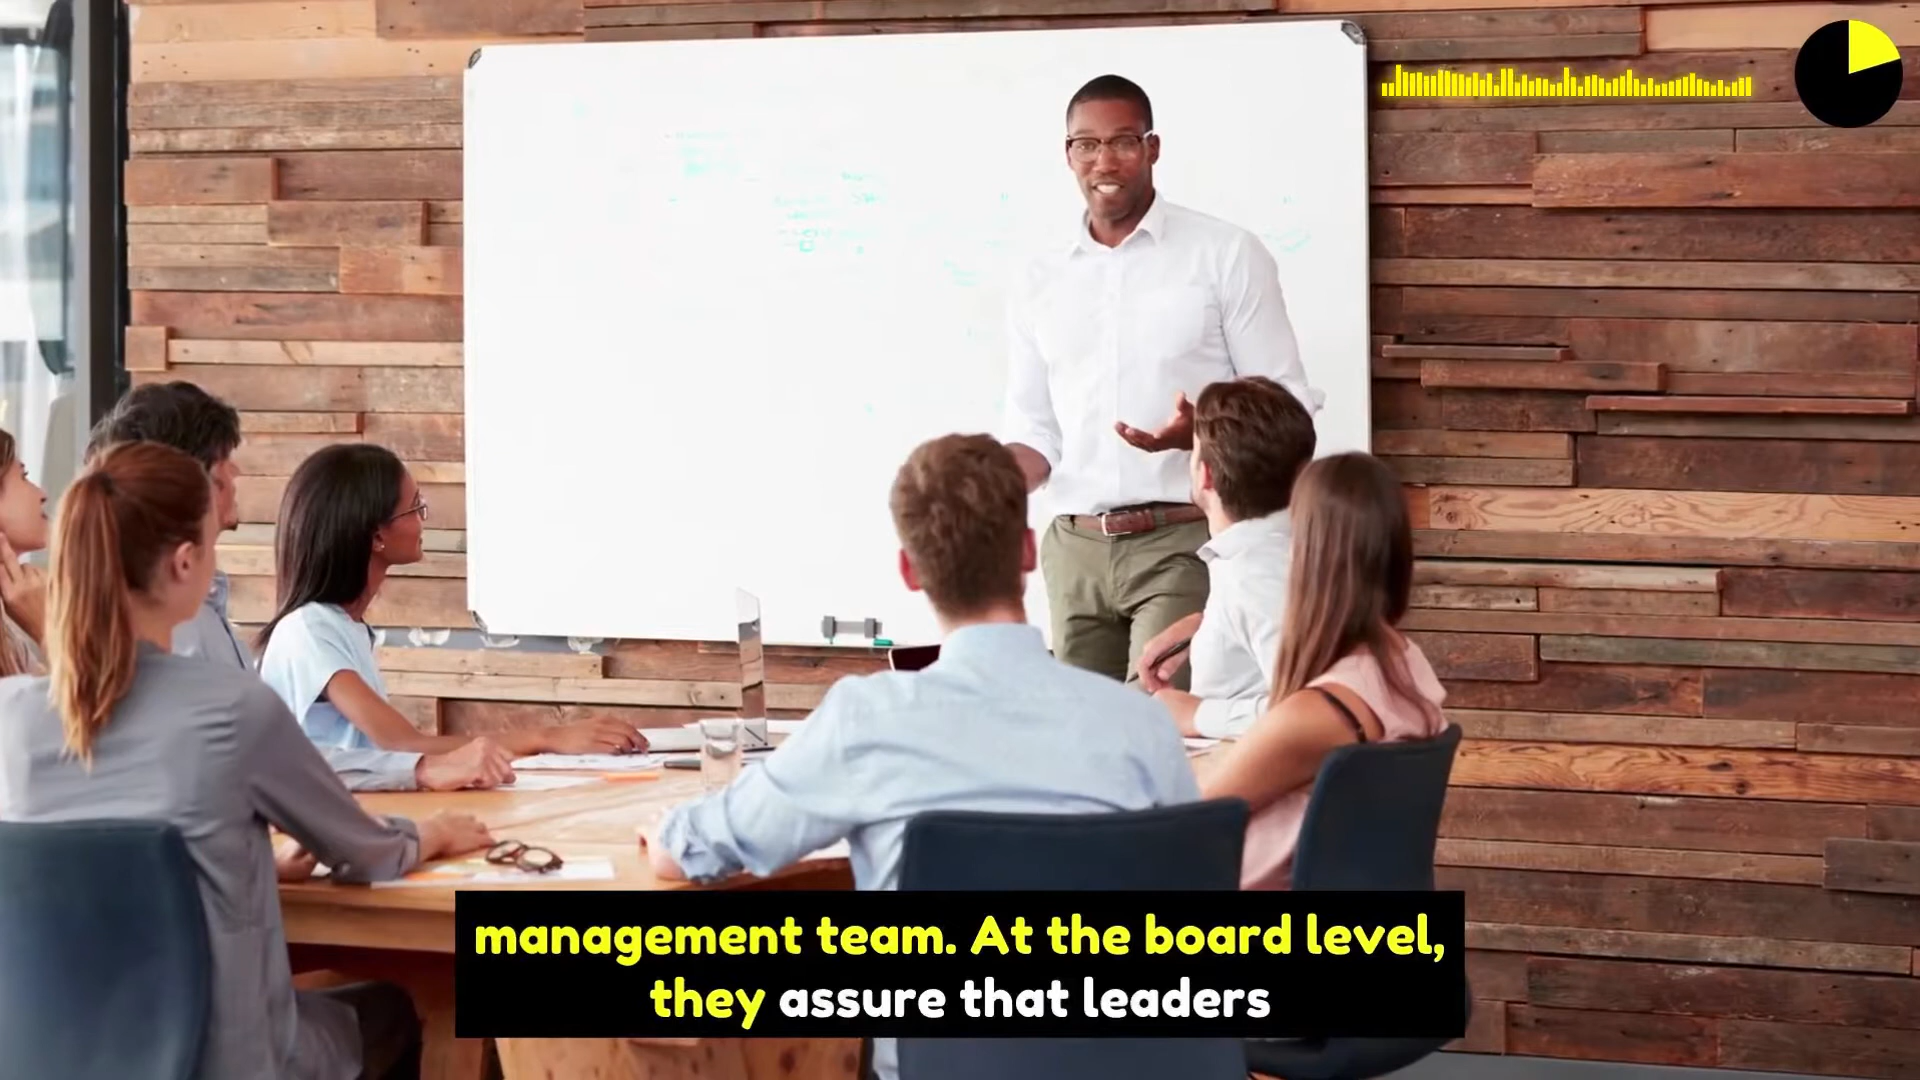 management team. At the board level,
they assure that leaders